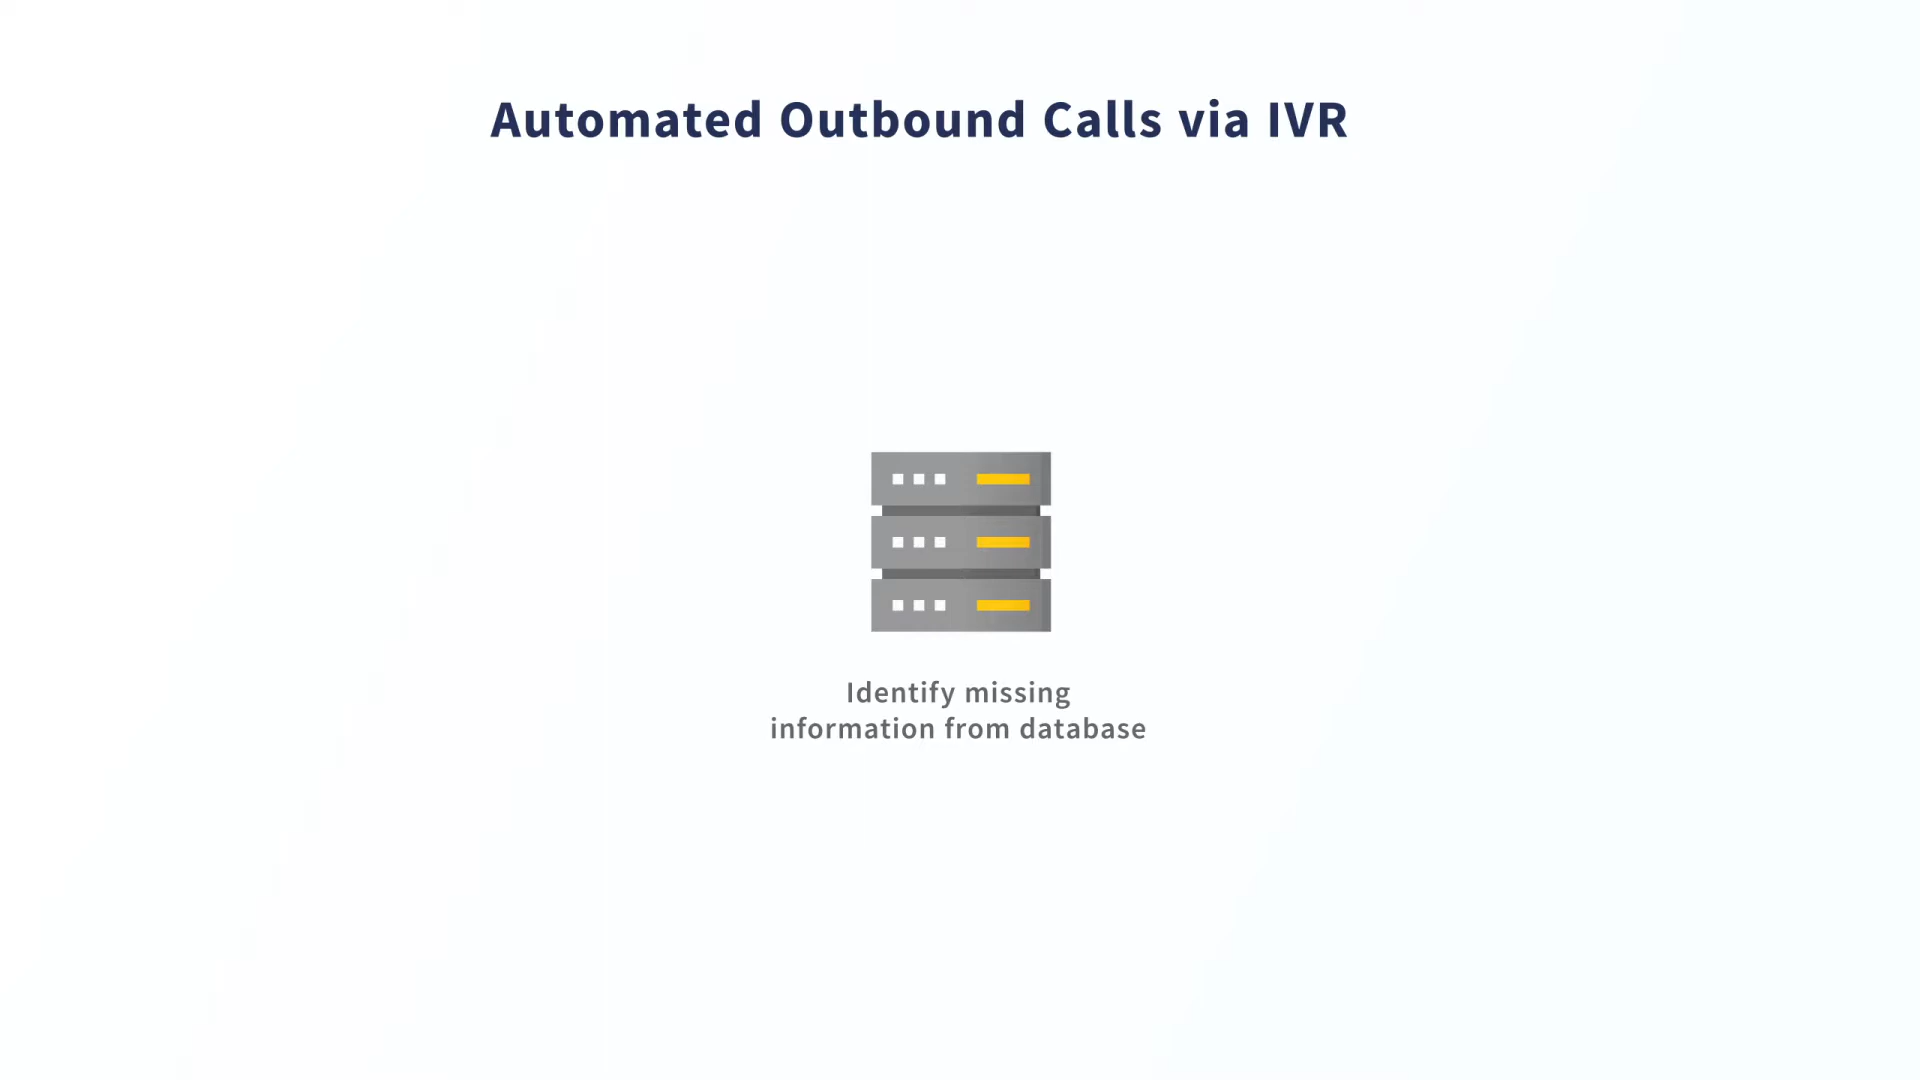 Automated Outbound Calls via IVR
Identify missing
information from database